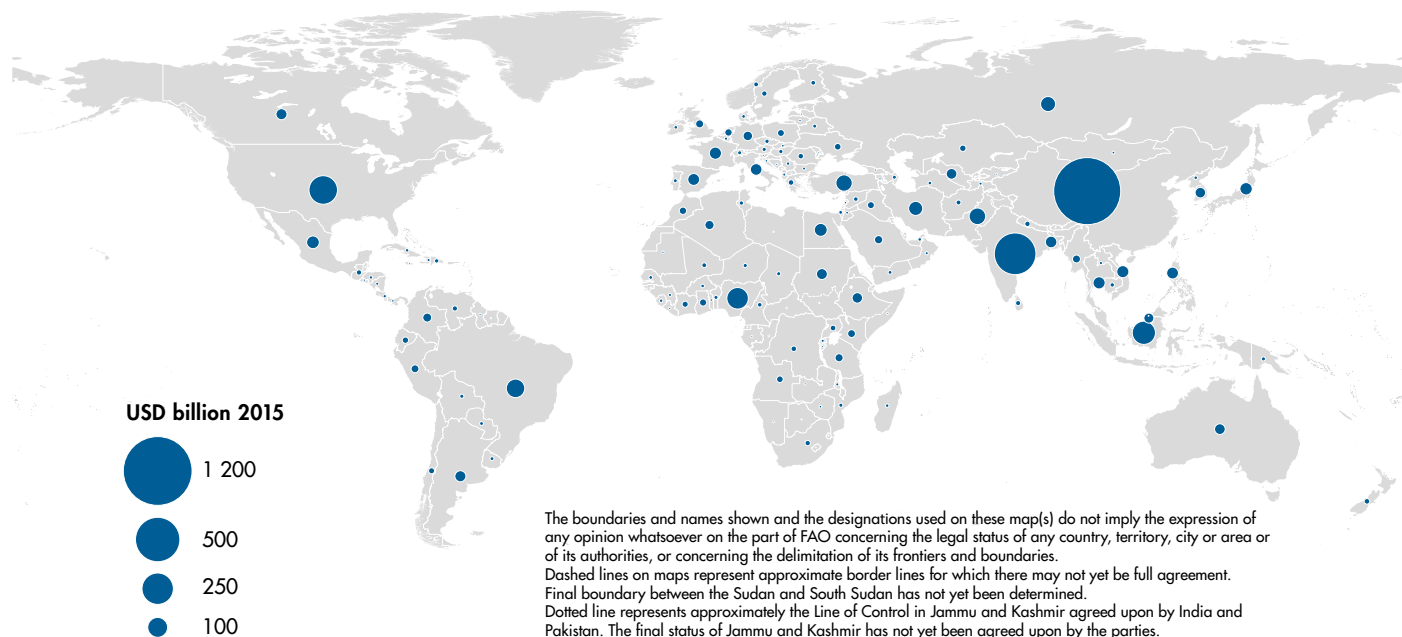 USD billion 2015
1 200
500
250
100
The boundaries and names shown and the designations used on these map(s) do not imply the expression of
any opinion whatsoever on the part of FAO concerning the legal status of any country, territory, city or area or
of its authorities, or concerning the delimitation of its frontiers and boundaries.
Dashed lines on maps represent approximate border lines for which there may not yet be full agreement.
Final boundary between the Sudan and South Sudan has not yet been determined.
Dotted line represents approximately the Line of Control in Jammu and Kashmir agreed upon by India and
Pakistan. The final status of Jammu and Kashmir has not yet been agreed upon by the parties.